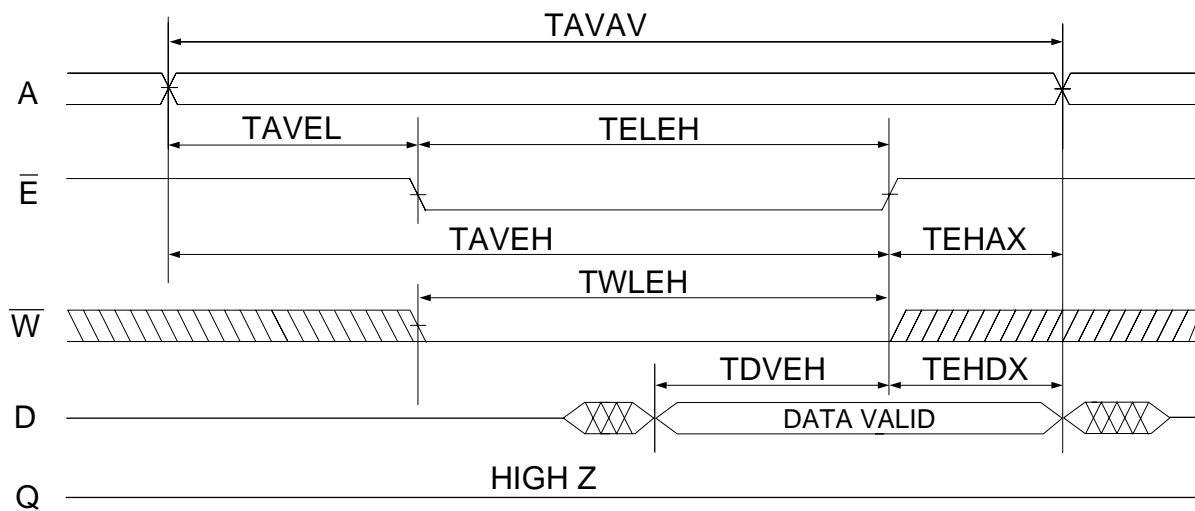 TAVAV
A
TAVEL TELEH
E̅
TAVEH TEHAX
TWLEH
W̅
TDVEH TEHDX
D DATA VALID
HIGH Z
Q